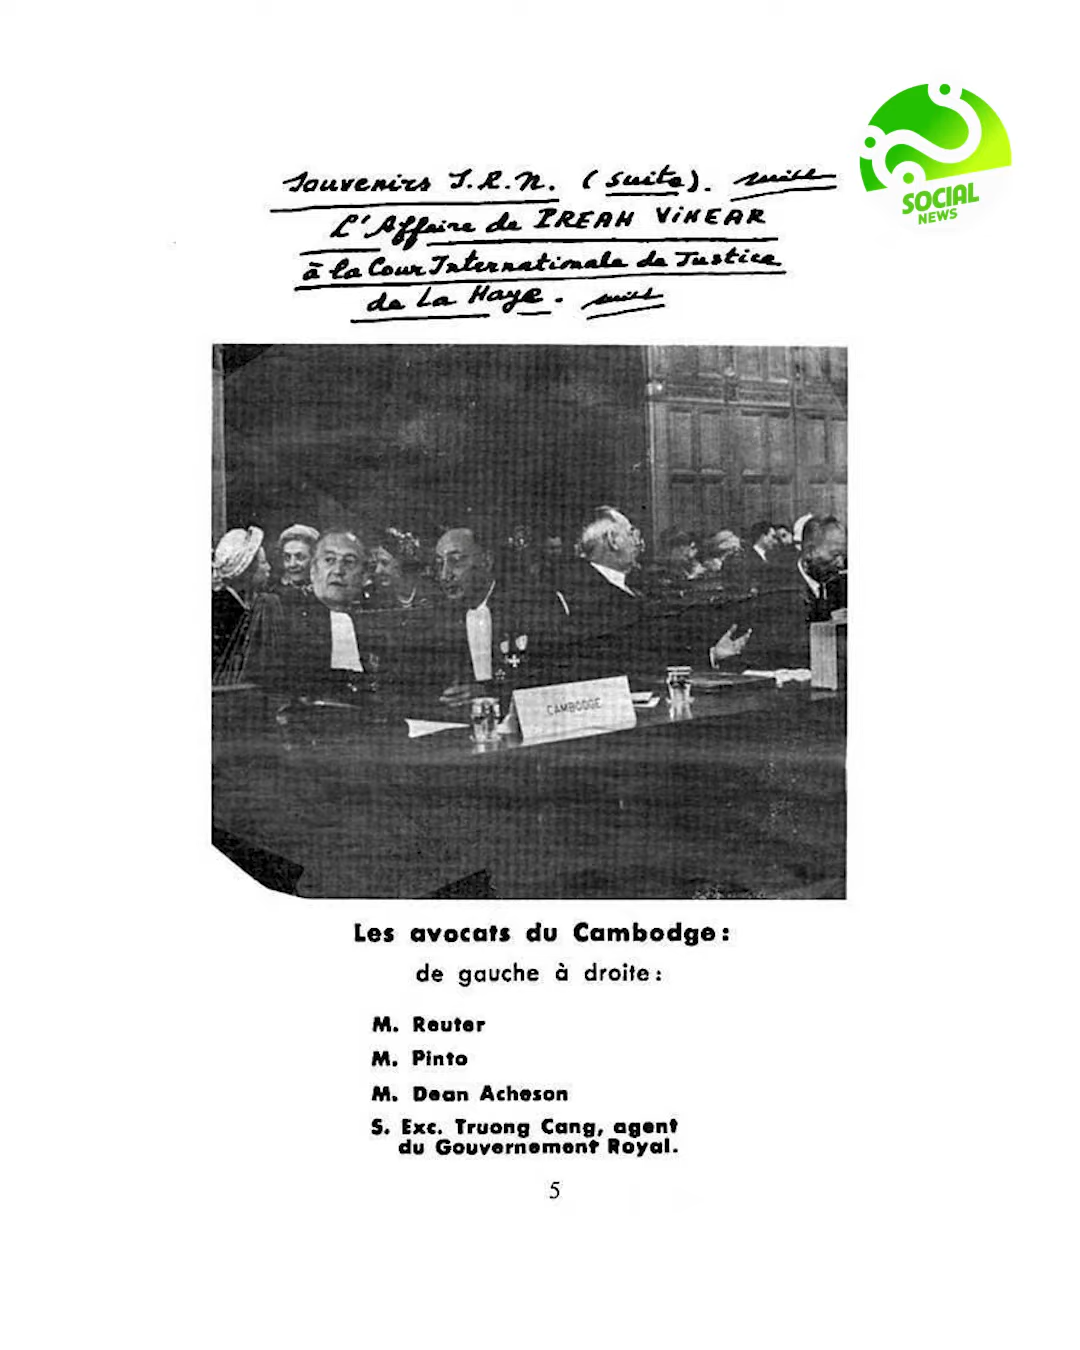 Souvenirs S.R.N. (suite). suite
L'Affaire de PREAH VIHEAR
à la Cour Internationale de Justice
de La Haye. suite
SOCIAL
NEWS
CAMBODGE
Les avocats du Cambodge:
de gauche à droite:
M. Reuter
M. Pinto
M. Dean Acheson
S. Exc. Truong Cang, agent
du Gouvernement Royal.
5